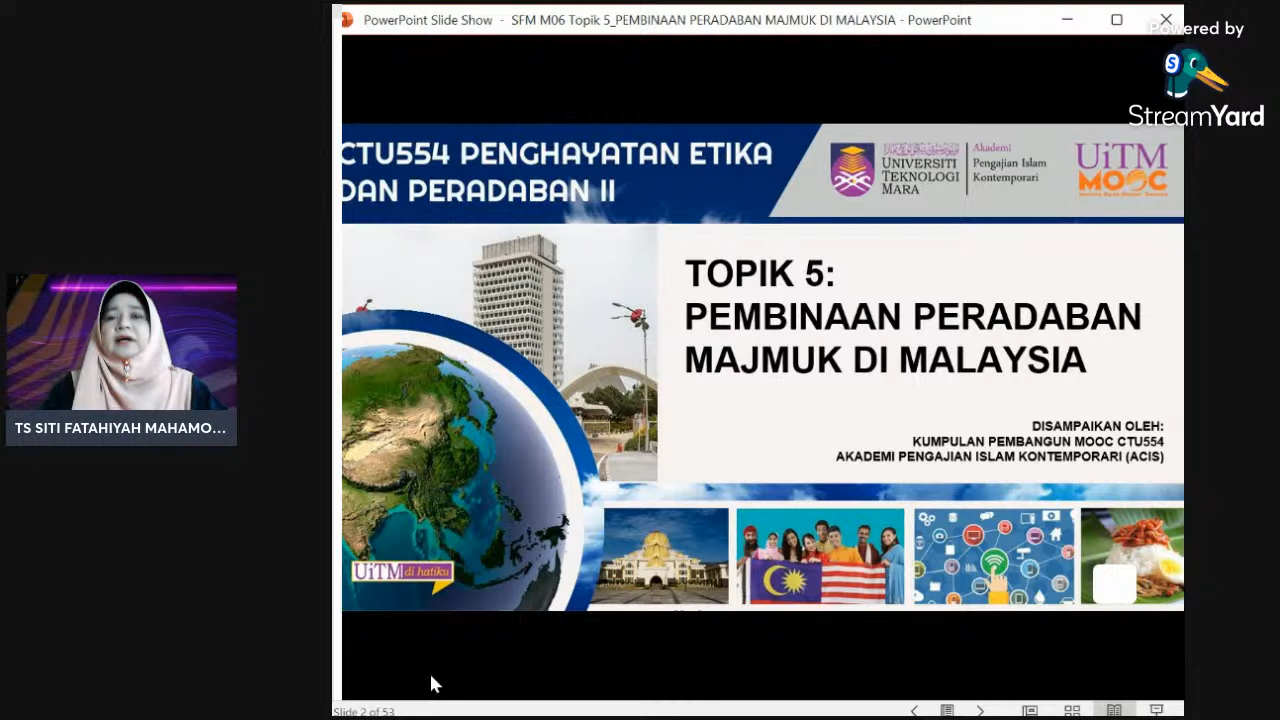 PowerPoint Slide Show - SFM M06 Topik 5_PEMBINAAN PERADABAN MAJMUK DI MALAYSIA - PowerPoint
Powered by
StreamYard
CTU554 PENGHAYATAN ETIKA
DAN PERADABAN II
UNIVERSITI
TEKNOLOGI
MARA
Akademi
Pengajian Islam
Kontemporari
UiTM
MOOC
TOPIK 5:
PEMBINAAN PERADABAN
MAJMUK DI MALAYSIA
DISAMPAIKAN OLEH:
KUMPULAN PEMBANGUN MOOC CTU554
AKADEMI PENGAJIAN ISLAM KONTEMPORARI (ACIS)
TS SITI FATAHIYAH MAHAMO...
UiTM di hatiku
Slide 2 of 53